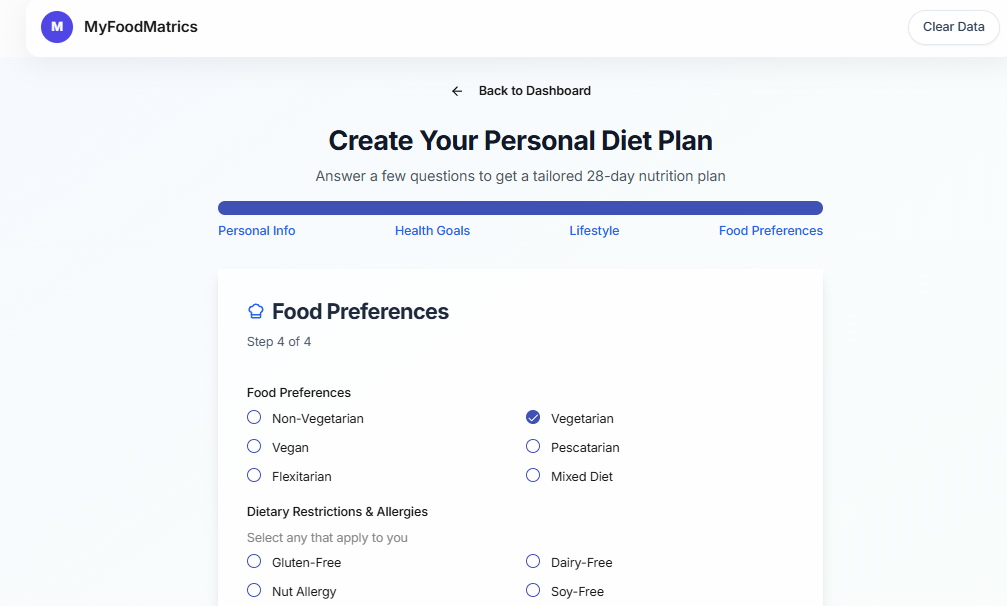 M MyFoodMatrics Clear Data
← Back to Dashboard
Create Your Personal Diet Plan
Answer a few questions to get a tailored 28-day nutrition plan
Personal Info Health Goals Lifestyle Food Preferences
Food Preferences
Step 4 of 4
Food Preferences
Non-Vegetarian Vegetarian
Vegan Pescatarian
Flexitarian Mixed Diet
Dietary Restrictions & Allergies
Select any that apply to you
Gluten-Free Dairy-Free
Nut Allergy Soy-Free